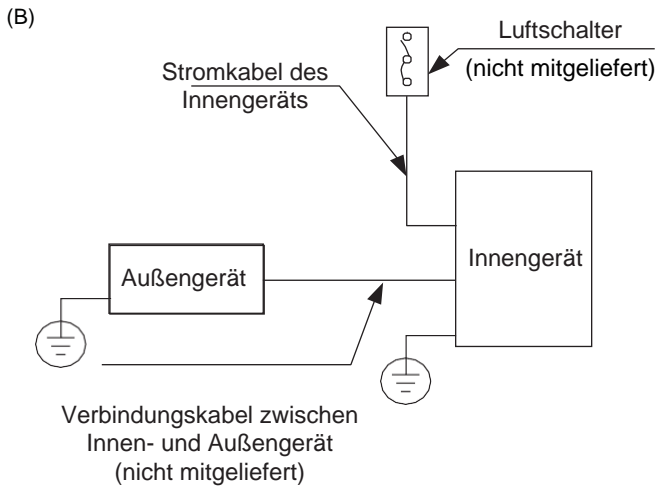 (B)
Luftschalter
(nicht mitgeliefert)
Stromkabel des
Innengeräts
Innengerät
Außengerät
Verbindungskabel zwischen
Innen- und Außengerät
(nicht mitgeliefert)